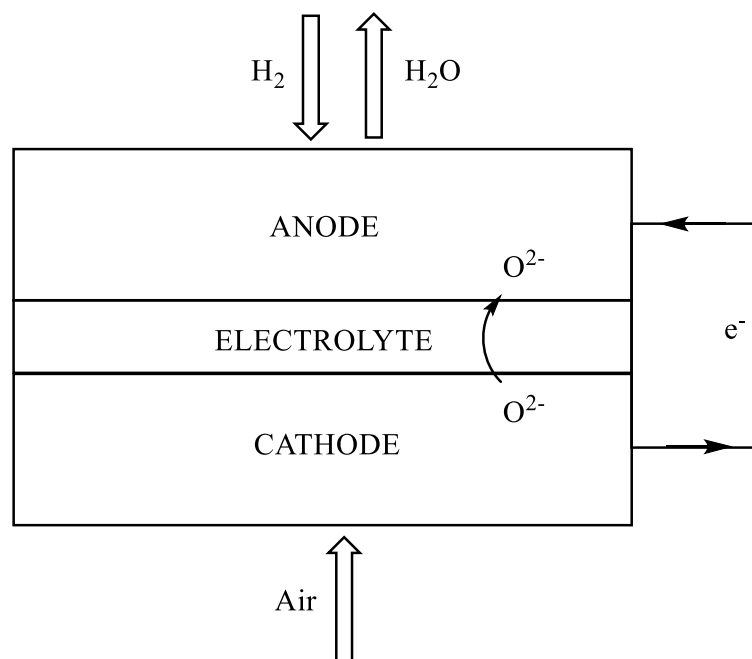 H₂ H₂O
ANODE
O²⁻
e⁻
ELECTROLYTE
O²⁻
CATHODE
Air